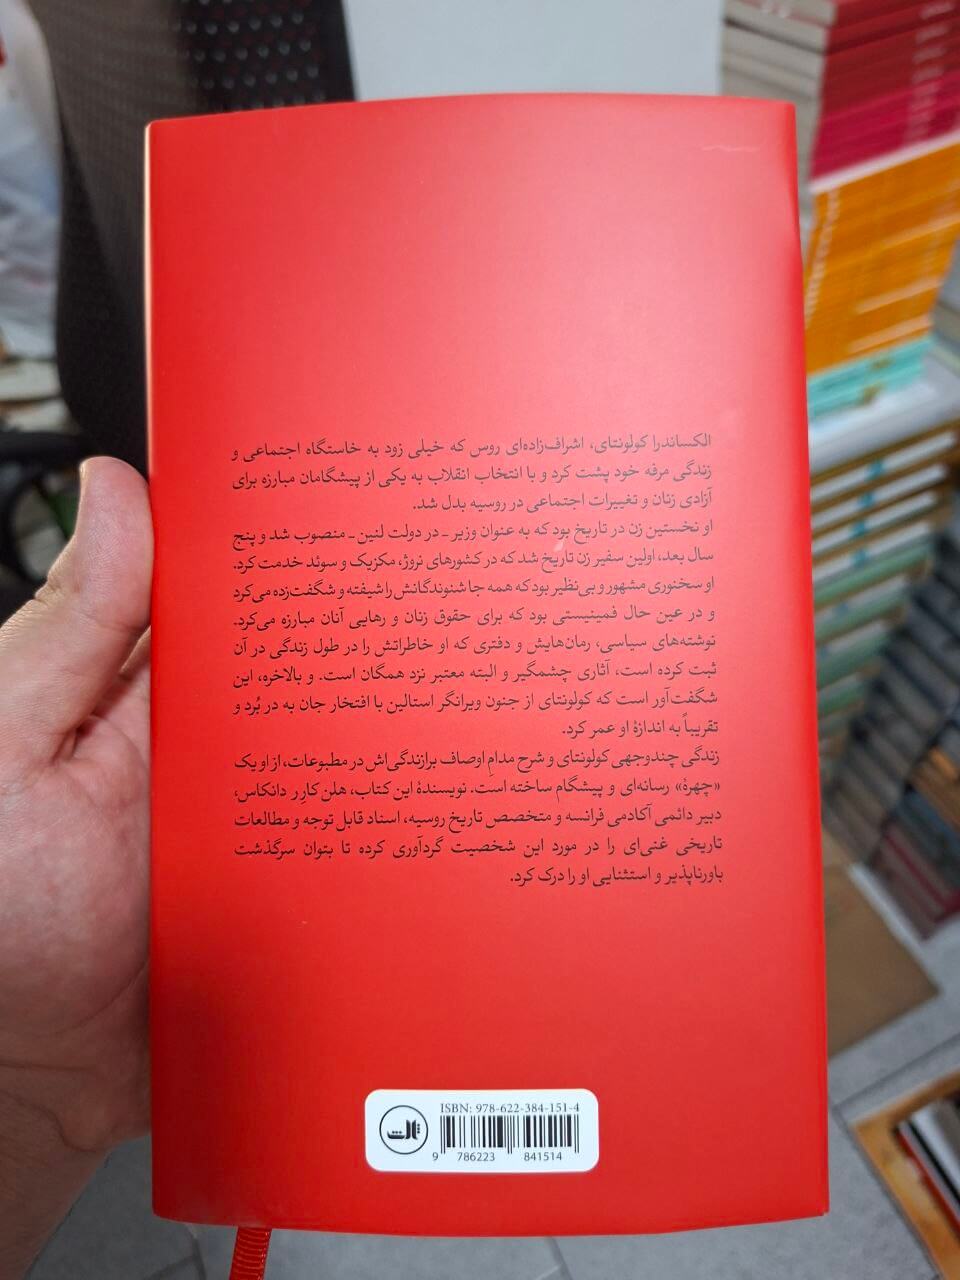 الکساندرا کولونتای، اشراف‌زاده‌ای روس که خیلی زود به خاستگاه اجتماعی و
زندگی مرفه خود پشت کرد و با انتخاب انقلاب به یکی از پیشگامان مبارزه برای
آزادی زنان و تغییرات اجتماعی در روسیه بدل شد.
او نخستین زن در تاریخ بود که به عنوان وزیر ـ در دولت لنین ـ منصوب شد و پنج
سال بعد، اولین سفیر زن تاریخ شد که در کشورهای نروژ، مکزیک و سوئد خدمت کرد.
او سخنوری مشهور و بی‌نظیر بود که همه جا شنوندگانش را شیفته و شگفت‌زده می‌کرد
و در عین حال فمینیستی بود که برای حقوق زنان و رهایی آنان مبارزه می‌کرد.
نوشته‌های سیاسی، رمان‌هایش و دفتری که او خاطراتش را در طول زندگی در آن
ثبت کرده است، آثاری چشمگیر و البته معتبر نزد همگان است. و بالاخره، این
شگفت‌آور است که کولونتای از جنون ویرانگر استالین با افتخار جان به در بُرد و
تقریباً به اندازهٔ او عمر کرد.
زندگی چندوجهی کولونتای و شرح مدامِ اوصاف برازندگی‌اش در مطبوعات، از او یک
«چهرهٔ» رسانه‌ای و پیشگام ساخته است. نویسندهٔ این کتاب، هلن کارِر دانکاس،
دبیر دائمی آکادمی فرانسه و متخصص تاریخ روسیه، اسناد قابل توجه و مطالعات
تاریخی غنی‌ای را در مورد این شخصیت گردآوری کرده تا بتوان سرگذشت
باورناپذیر و استثنایی او را درک کرد.
ISBN: 978-622-384-151-4
ثالث
9 786223 841514